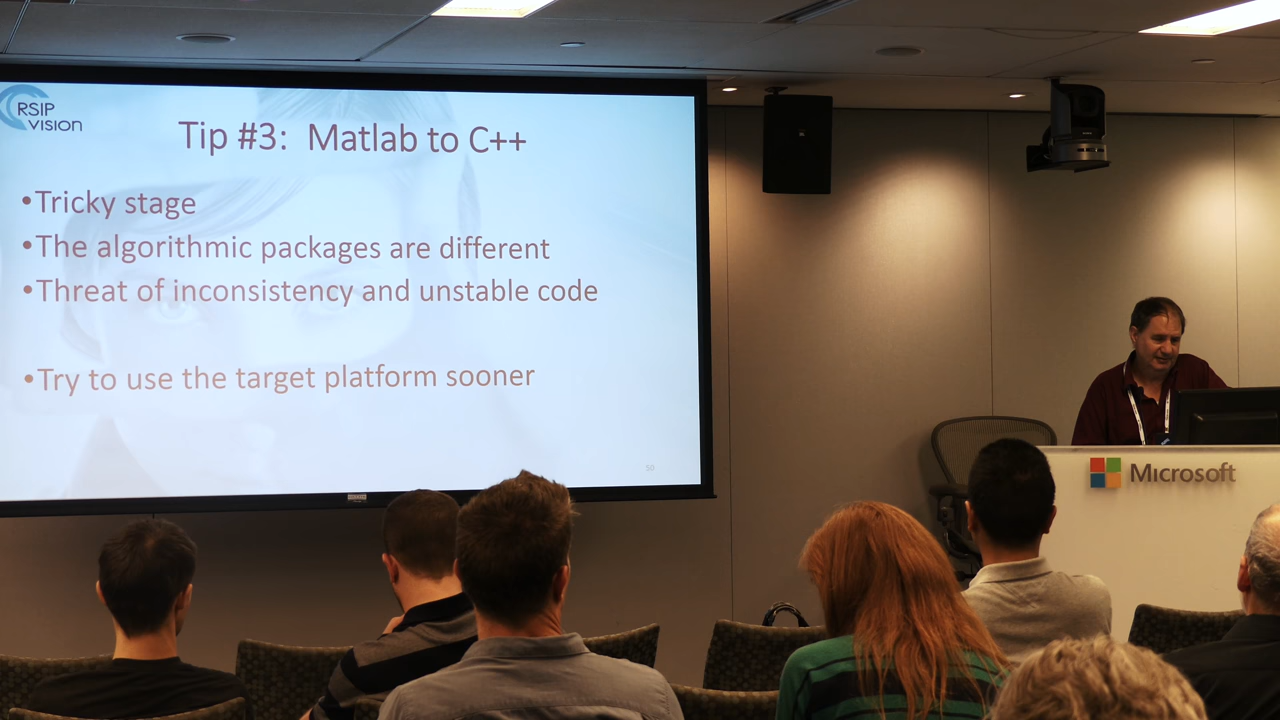 RSIP
VISION
Tip #3: Matlab to C++
•Tricky stage
•The algorithmic packages are different
•Threat of inconsistency and unstable code
•Try to use the target platform sooner
50
Microsoft